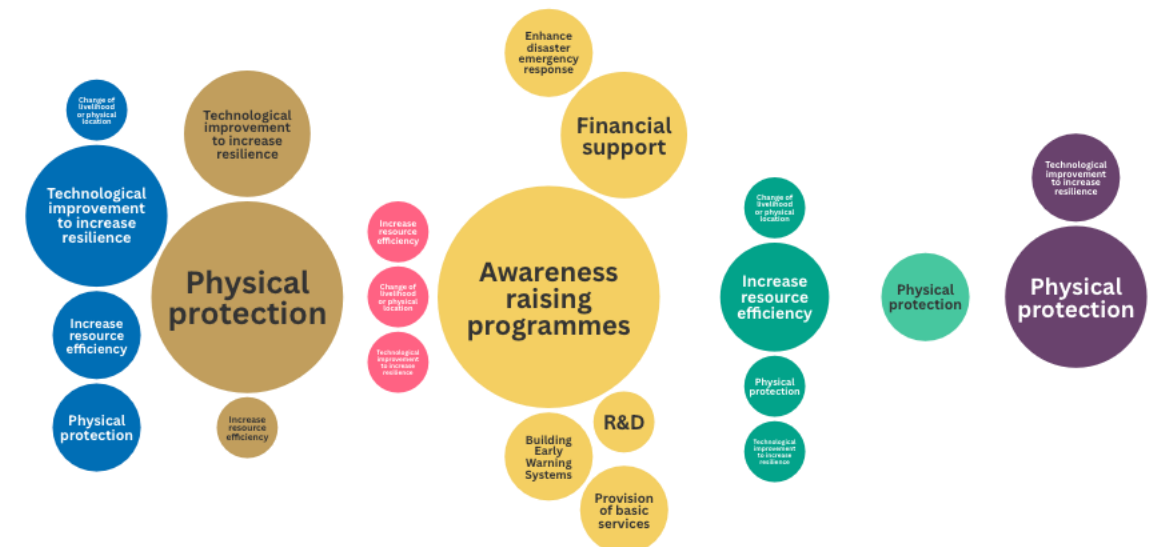 Change of
livelihood
or physical
location
Technological
improvement
to increase
resilience
Increase
resource
efficiency
Physical
protection
Technological
improvement
to increase
resilience
Physical
protection
Increase
resource
efficiency
Increase
resource
efficiency
Change of
livelihood
or physical
location
Technological
improvement
to increase
resilience
Enhance
disaster
emergency
response
Financial
support
Awareness
raising
programmes
R&D
Building
Early
Warning
Systems
Provision
of basic
services
Change of
livelihood
or physical
location
Increase
resource
efficiency
Physical
protection
Technological
improvement
to increase
resilience
Physical
protection
Technological
improvement
to increase
resilience
Physical
protection